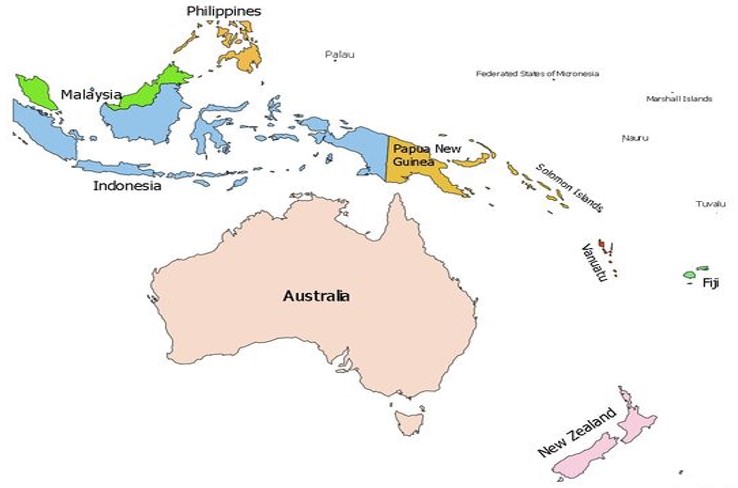 Philippines
Palau
Federated States of Micronesia
Malaysia
Marshall Islands
Nauru
Papua New
Guinea
Indonesia
Solomon Islands
Tuvalu
Vanuatu
Fiji
Australia
New Zealand